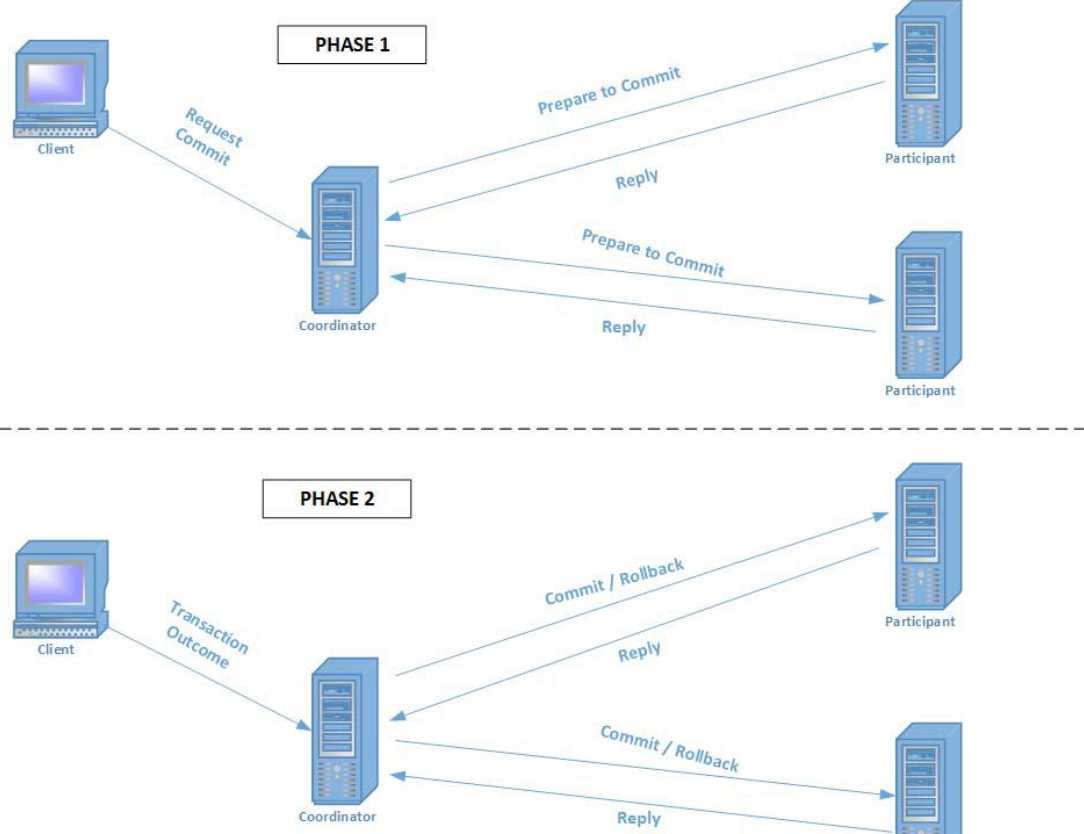 PHASE 1
Client
Request
Commit
Coordinator
Prepare to Commit
Reply
Participant
Prepare to Commit
Reply
Participant
PHASE 2
Client
Transaction
Outcome
Coordinator
Commit / Rollback
Reply
Participant
Commit / Rollback
Reply